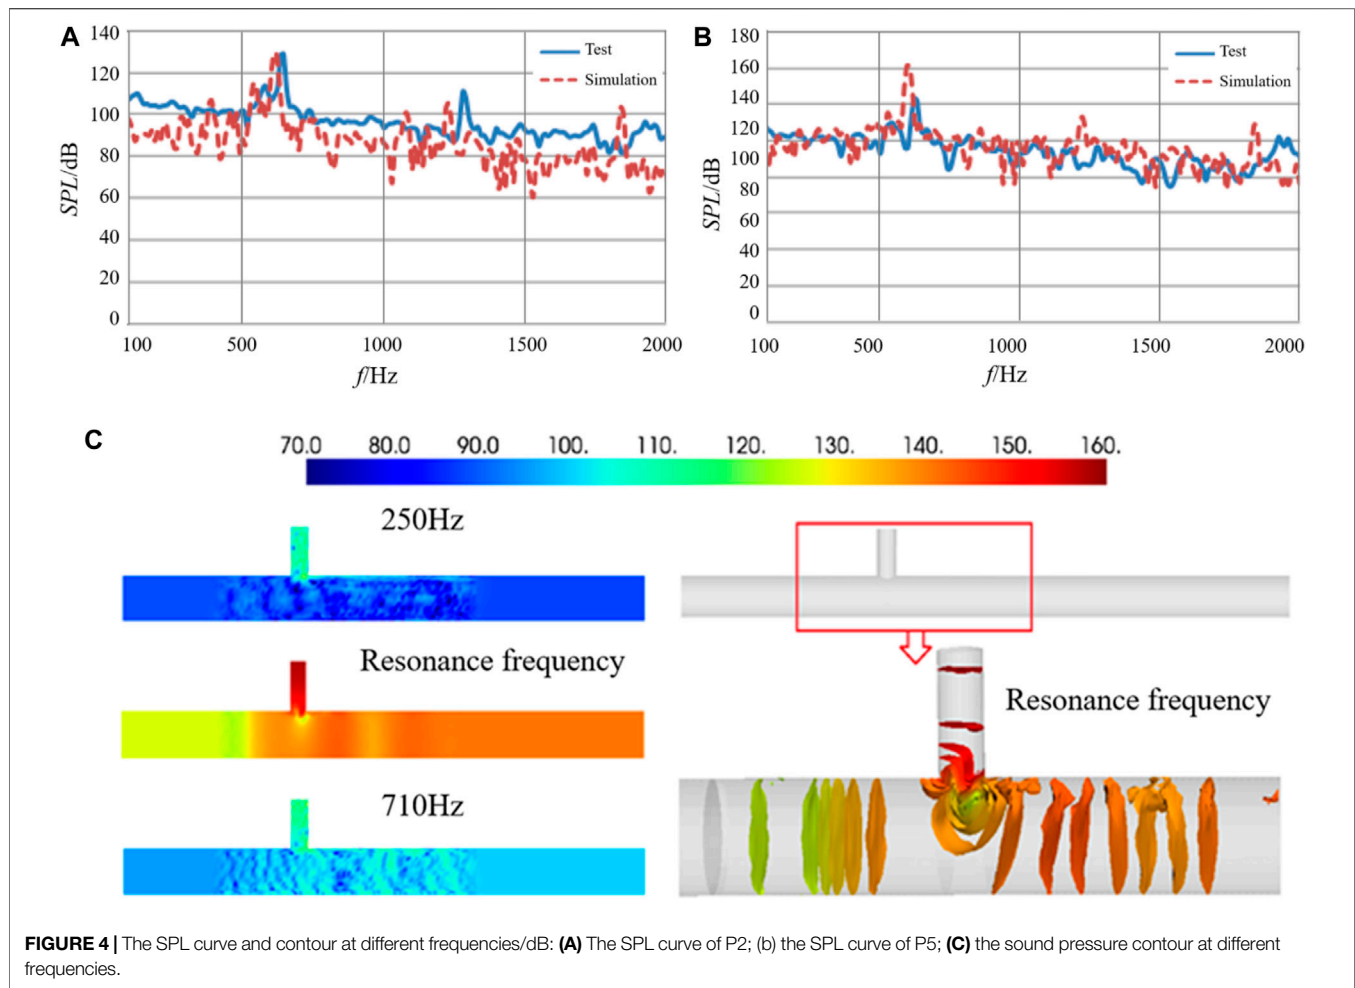 A
B
140
120
100
80
60
40
20
0
SPL/dB
Test
Simulation
100
500
1000
1500
2000
f/Hz
180
160
140
120
100
80
60
40
20
0
SPL/dB
Test
Simulation
100
500
1000
1500
2000
f/Hz
C
70.0 80.0 90.0 100. 110. 120. 130. 140. 150. 160.
250Hz
Resonance frequency
710Hz
Resonance frequency
FIGURE 4 | The SPL curve and contour at different frequencies/dB: (A) The SPL curve of P2; (b) the SPL curve of P5; (C) the sound pressure contour at different
frequencies.